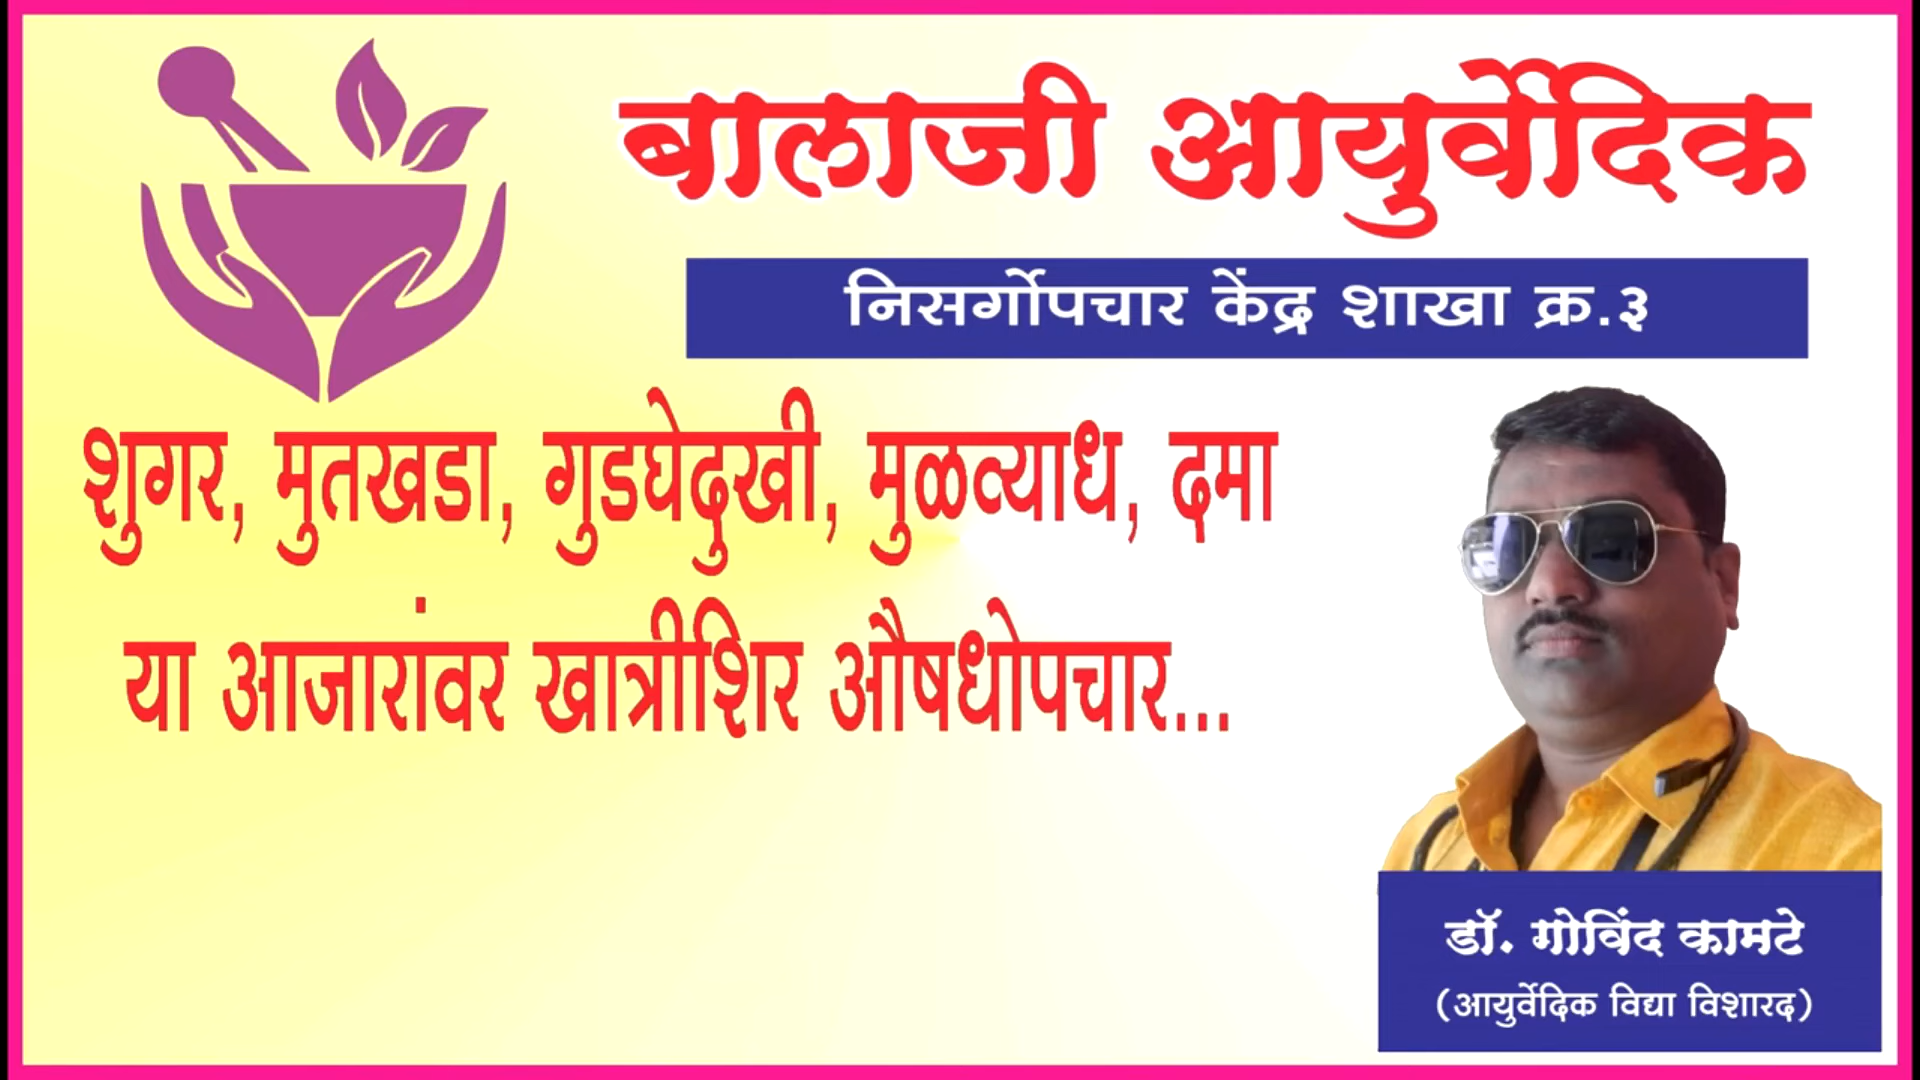 बालाजी आयुर्वेदिक
निसर्गोपचार केंद्र शाखा क्र.३
शुगर, मुतखडा, गुडघेदुखी, मुळव्याध, दमा
या आजारांवर खात्रीशिर औषधोपचार...
डॉ. गोविंद कामटे
(आयुर्वेदिक विद्या विशारद)